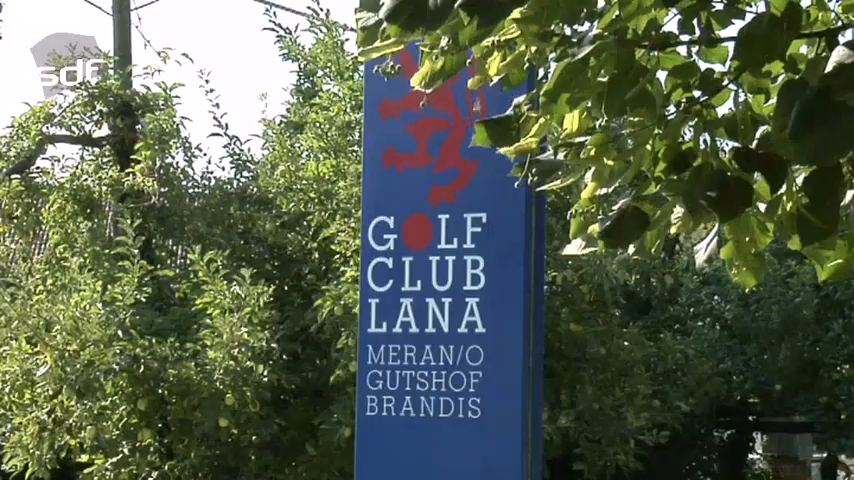 sdf
GOLF
CLUB
LANA
MERAN/O
GUTSHOF
BRANDIS